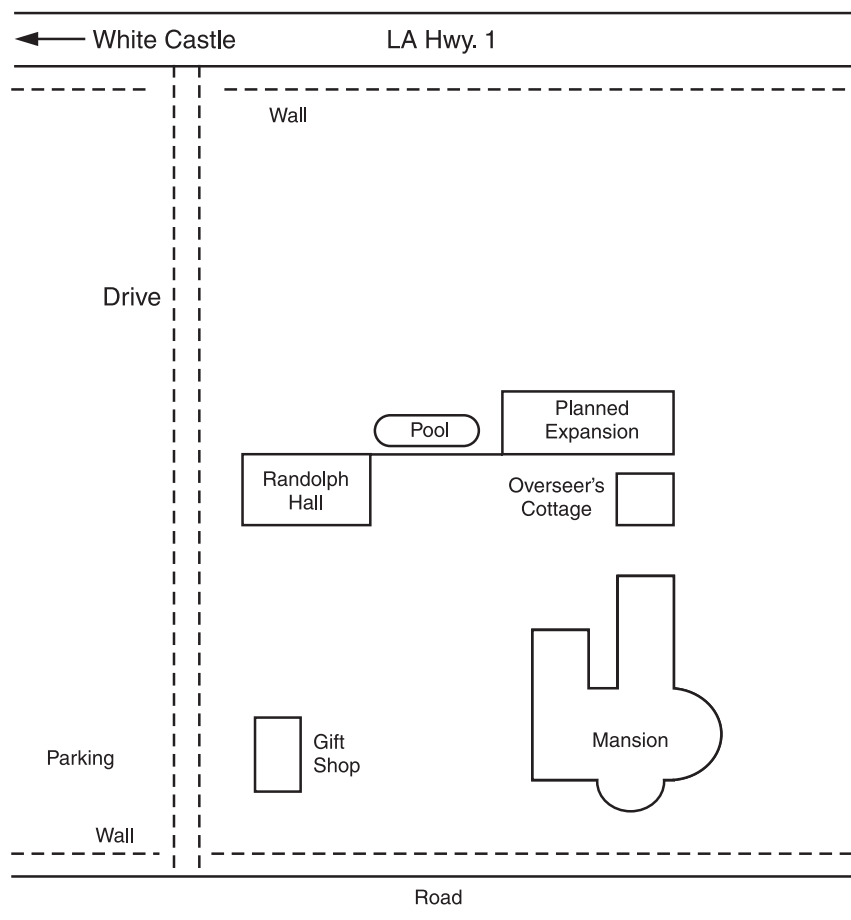 White Castle
LA Hwy. 1
Wall
Drive
Planned
Expansion
Pool
Randolph
Hall
Overseer's
Cottage
Mansion
Gift
Shop
Parking
Wall
Road